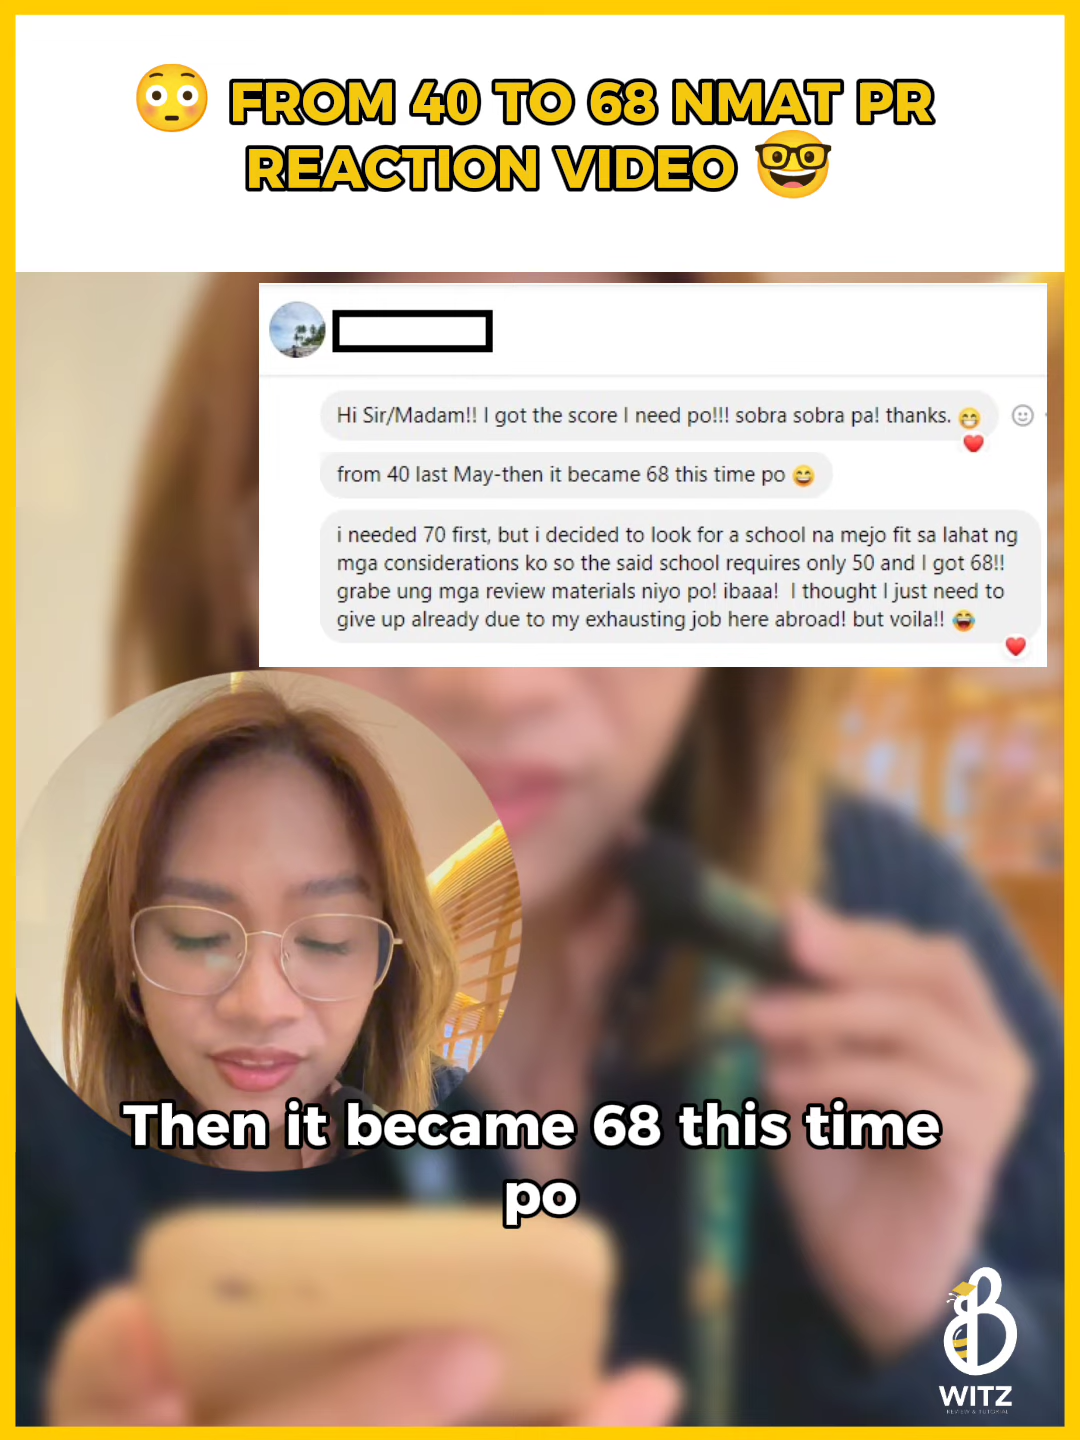 😳 FROM 40 TO 68 NMAT PR
REACTION VIDEO 🤓
Hi Sir/Madam!! I got the score I need po!!! sobra sobra pa! thanks. 😁
from 40 last May-then it became 68 this time po 😄
i needed 70 first, but i decided to look for a school na mejo fit sa lahat ng
mga considerations ko so the said school requires only 50 and I got 68!!
grabe ung mga review materials niyo po! ibaaa! I thought I just need to
give up already due to my exhausting job here abroad! but voila!! 😂
Then it became 68 this time
po
B
WITZ
REVIEW & TUTORIAL